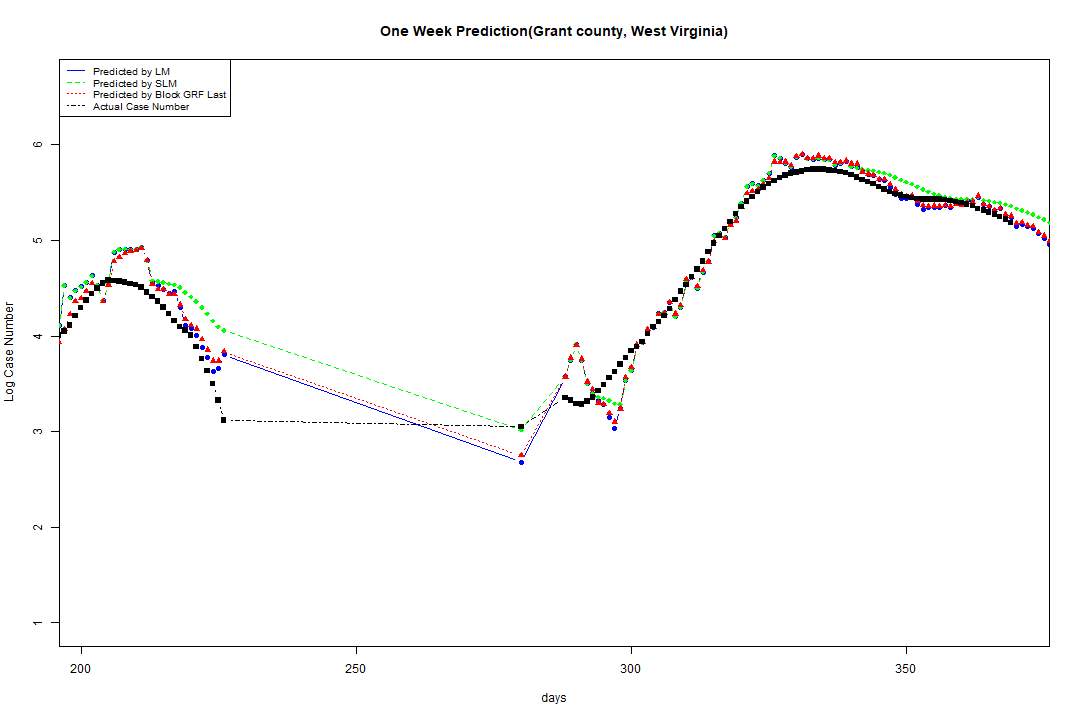 One Week Prediction(Grant county, West Virginia)
Predicted by LM
Predicted by SLM
Predicted by Block GRF Last
Actual Case Number
6
5
4
3
2
1
Log Case Number
200 250 300 350
days